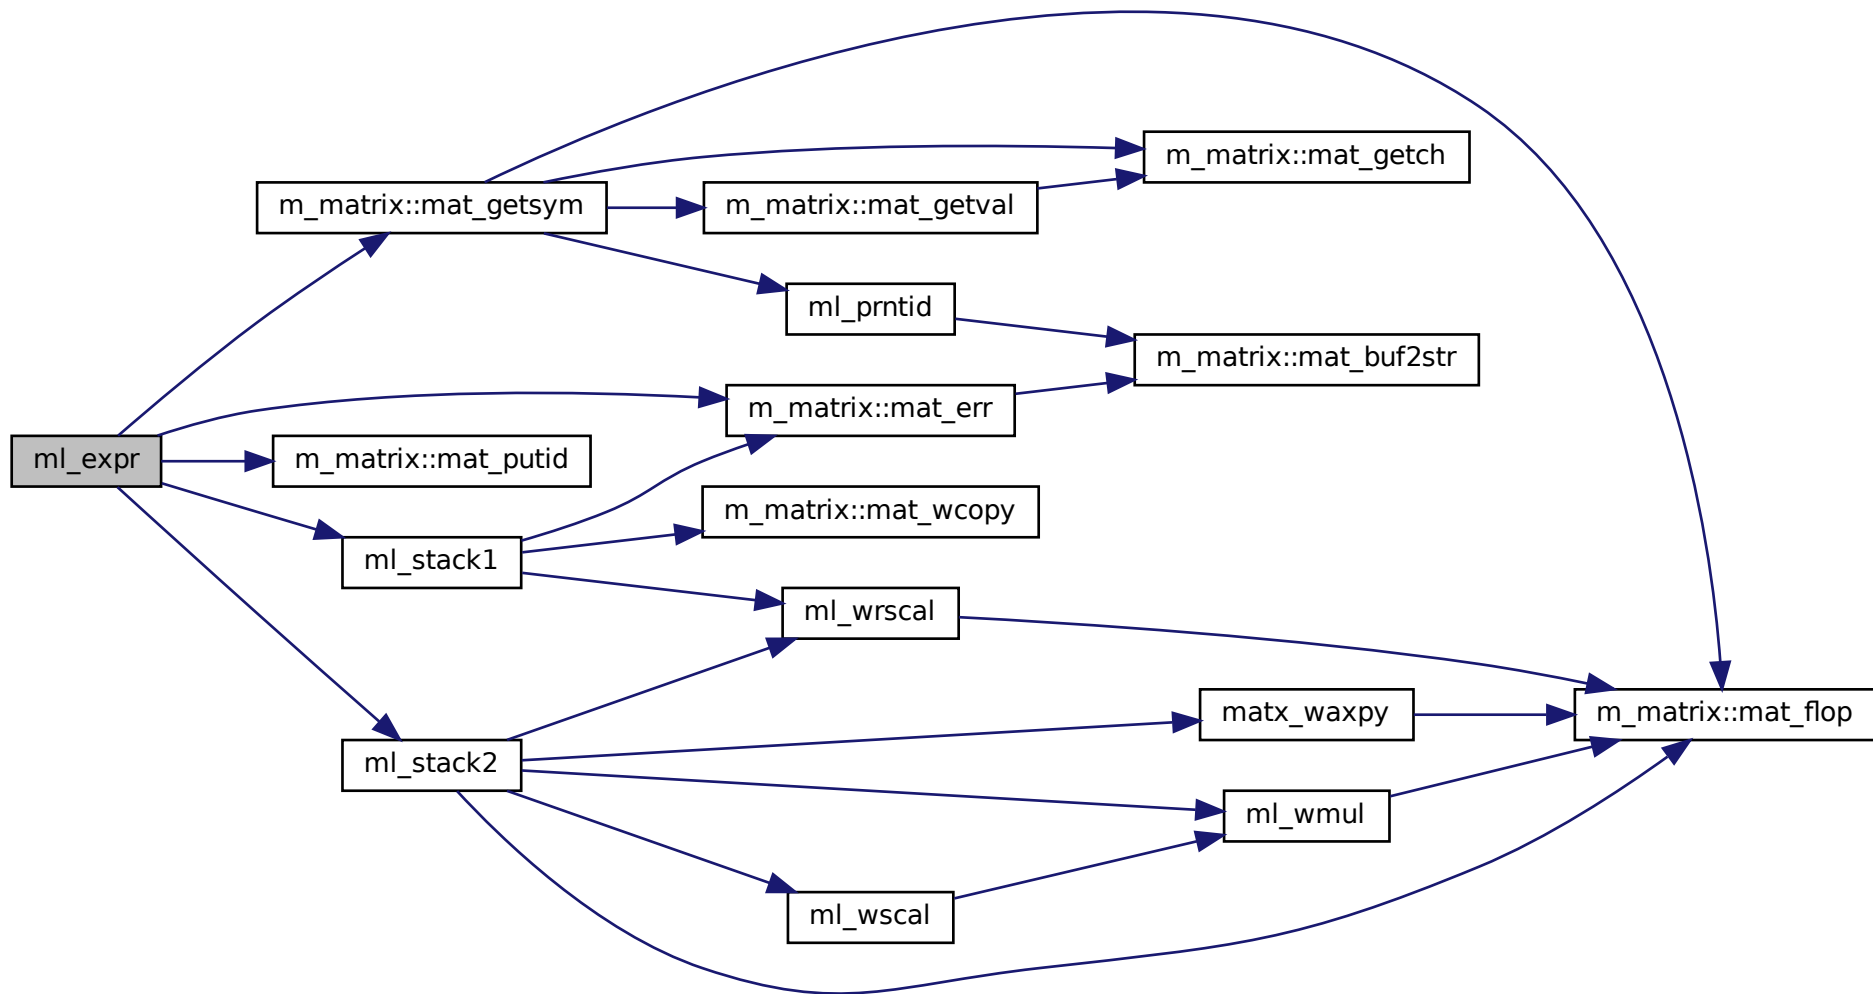 m_matrix::mat_getch
m_matrix::mat_getsym
m_matrix::mat_getval
ml_prntid
m_matrix::mat_buf2str
m_matrix::mat_err
ml_expr
m_matrix::mat_putid
m_matrix::mat_wcopy
ml_stack1
ml_wrscal
matx_waxpy
m_matrix::mat_flop
ml_stack2
ml_wmul
ml_wscal